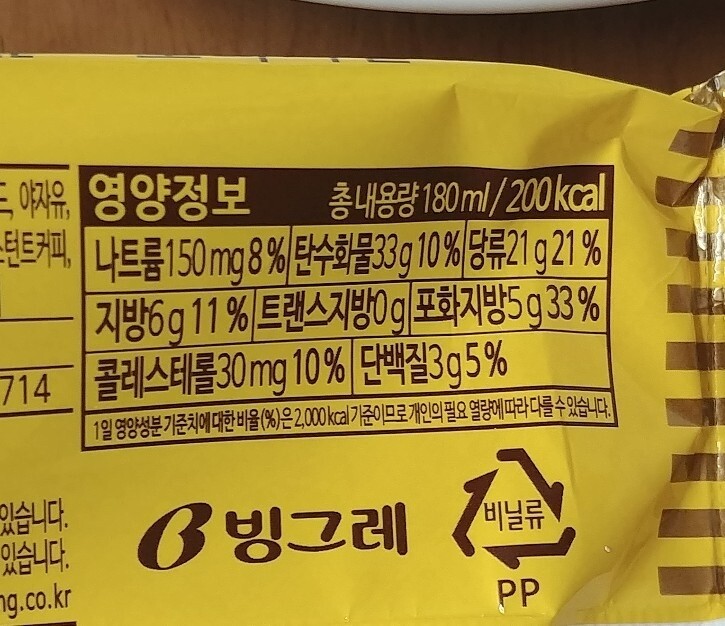 드, 야자유,
스턴트커피,
714
있습니다.
있습니다.
ng.co.kr
영양정보 총 내용량 180 ml / 200 kcal
나트륨 150 mg 8 % 탄수화물 33 g 10 % 당류 21 g 21 %
지방 6 g 11 % 트랜스지방 0 g 포화지방 5 g 33 %
콜레스테롤 30 mg 10 % 단백질 3 g 5 %
1일 영양성분 기준치에 대한 비율(%)은 2,000 kcal 기준이므로 개인의 필요 열량에 따라 다를 수 있습니다.
빙그레
비닐류
PP